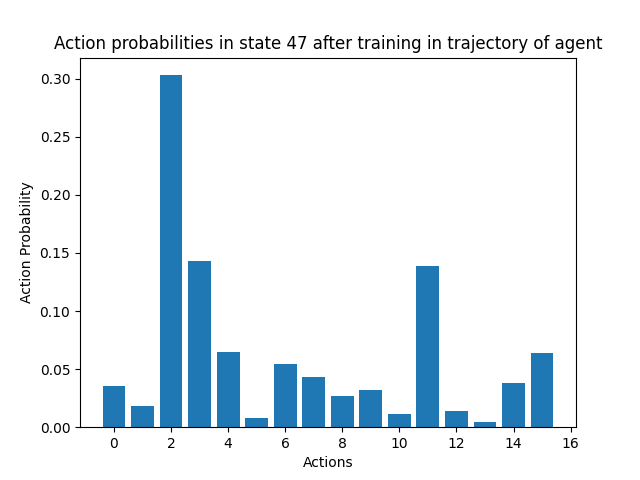 Action probabilities in state 47 after training in trajectory of agent
0.30
0.25
0.20
0.15
0.10
0.05
0.00
Action Probability
0 2 4 6 8 10 12 14 16
Actions